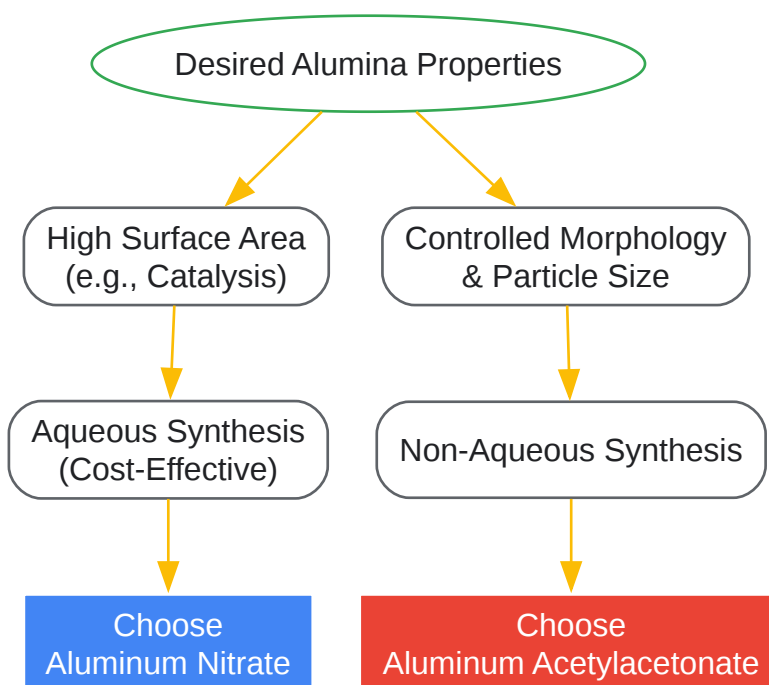 Desired Alumina Properties
High Surface Area
(e.g., Catalysis)
Controlled Morphology
& Particle Size
Aqueous Synthesis
(Cost-Effective)
Non-Aqueous Synthesis
Choose
Aluminum Nitrate
Choose
Aluminum Acetylacetonate